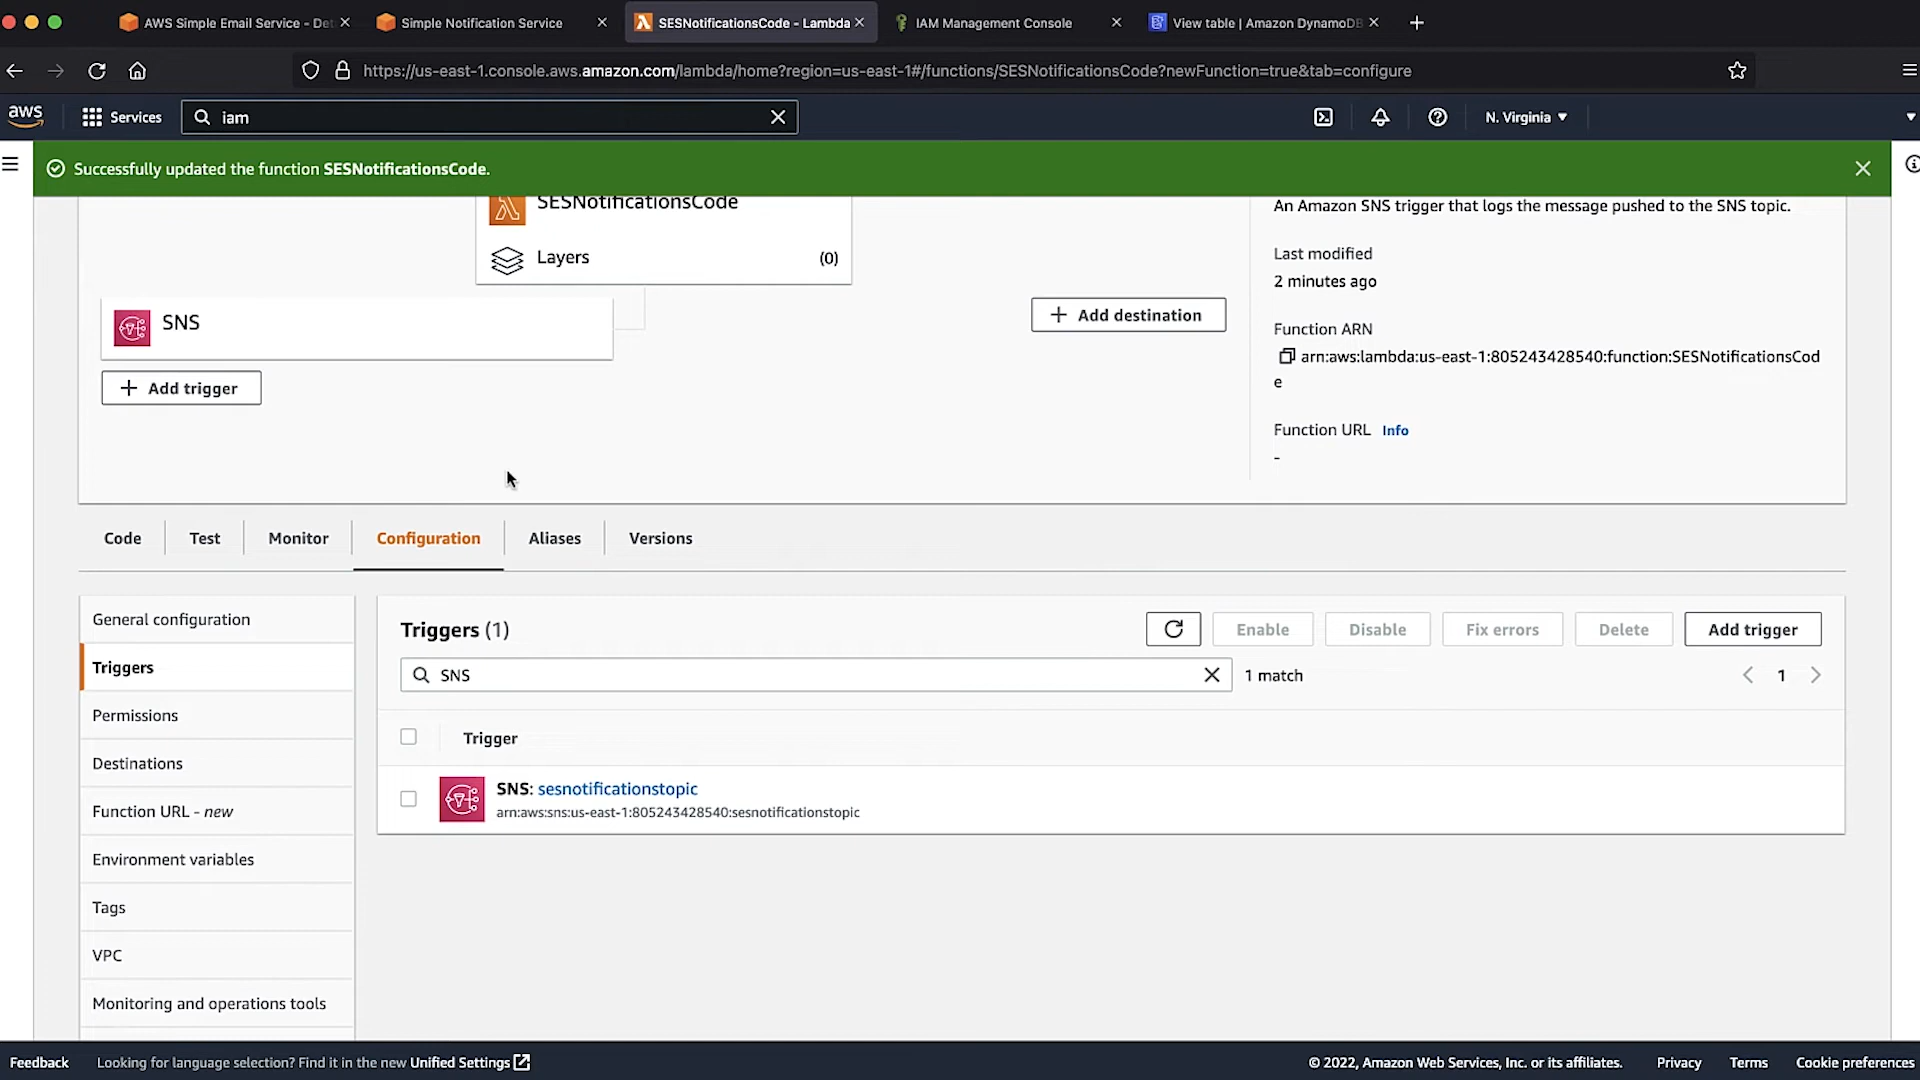 AWS Simple Email Service - De
Simple Notification Service
SESNotificationsCode - Lambda
IAM Management Console
View table | Amazon DynamoDB
https://us-east-1.console.aws.amazon.com/lambda/home?region=us-east-1#/functions/SESNotificationsCode?newFunction=true&tab=configure
aws
Services
iam
N. Virginia
Successfully updated the function SESNotificationsCode.
SESNotificationsCode
Layers
(0)
SNS
+ Add trigger
+ Add destination
An Amazon SNS trigger that logs the message pushed to the SNS topic.
Last modified
2 minutes ago
Function ARN
arn:aws:lambda:us-east-1:805243428540:function:SESNotificationsCod
e
Function URL Info
-
Code
Test
Monitor
Configuration
Aliases
Versions
General configuration
Triggers
Permissions
Destinations
Function URL - new
Environment variables
Tags
VPC
Monitoring and operations tools
Triggers (1)
Enable
Disable
Fix errors
Delete
Add trigger
SNS
1 match
1
Trigger
SNS: sesnotificationstopic
arn:aws:sns:us-east-1:805243428540:sesnotificationstopic
Feedback
Looking for language selection? Find it in the new Unified Settings
© 2022, Amazon Web Services, Inc. or its affiliates.
Privacy
Terms
Cookie preferences